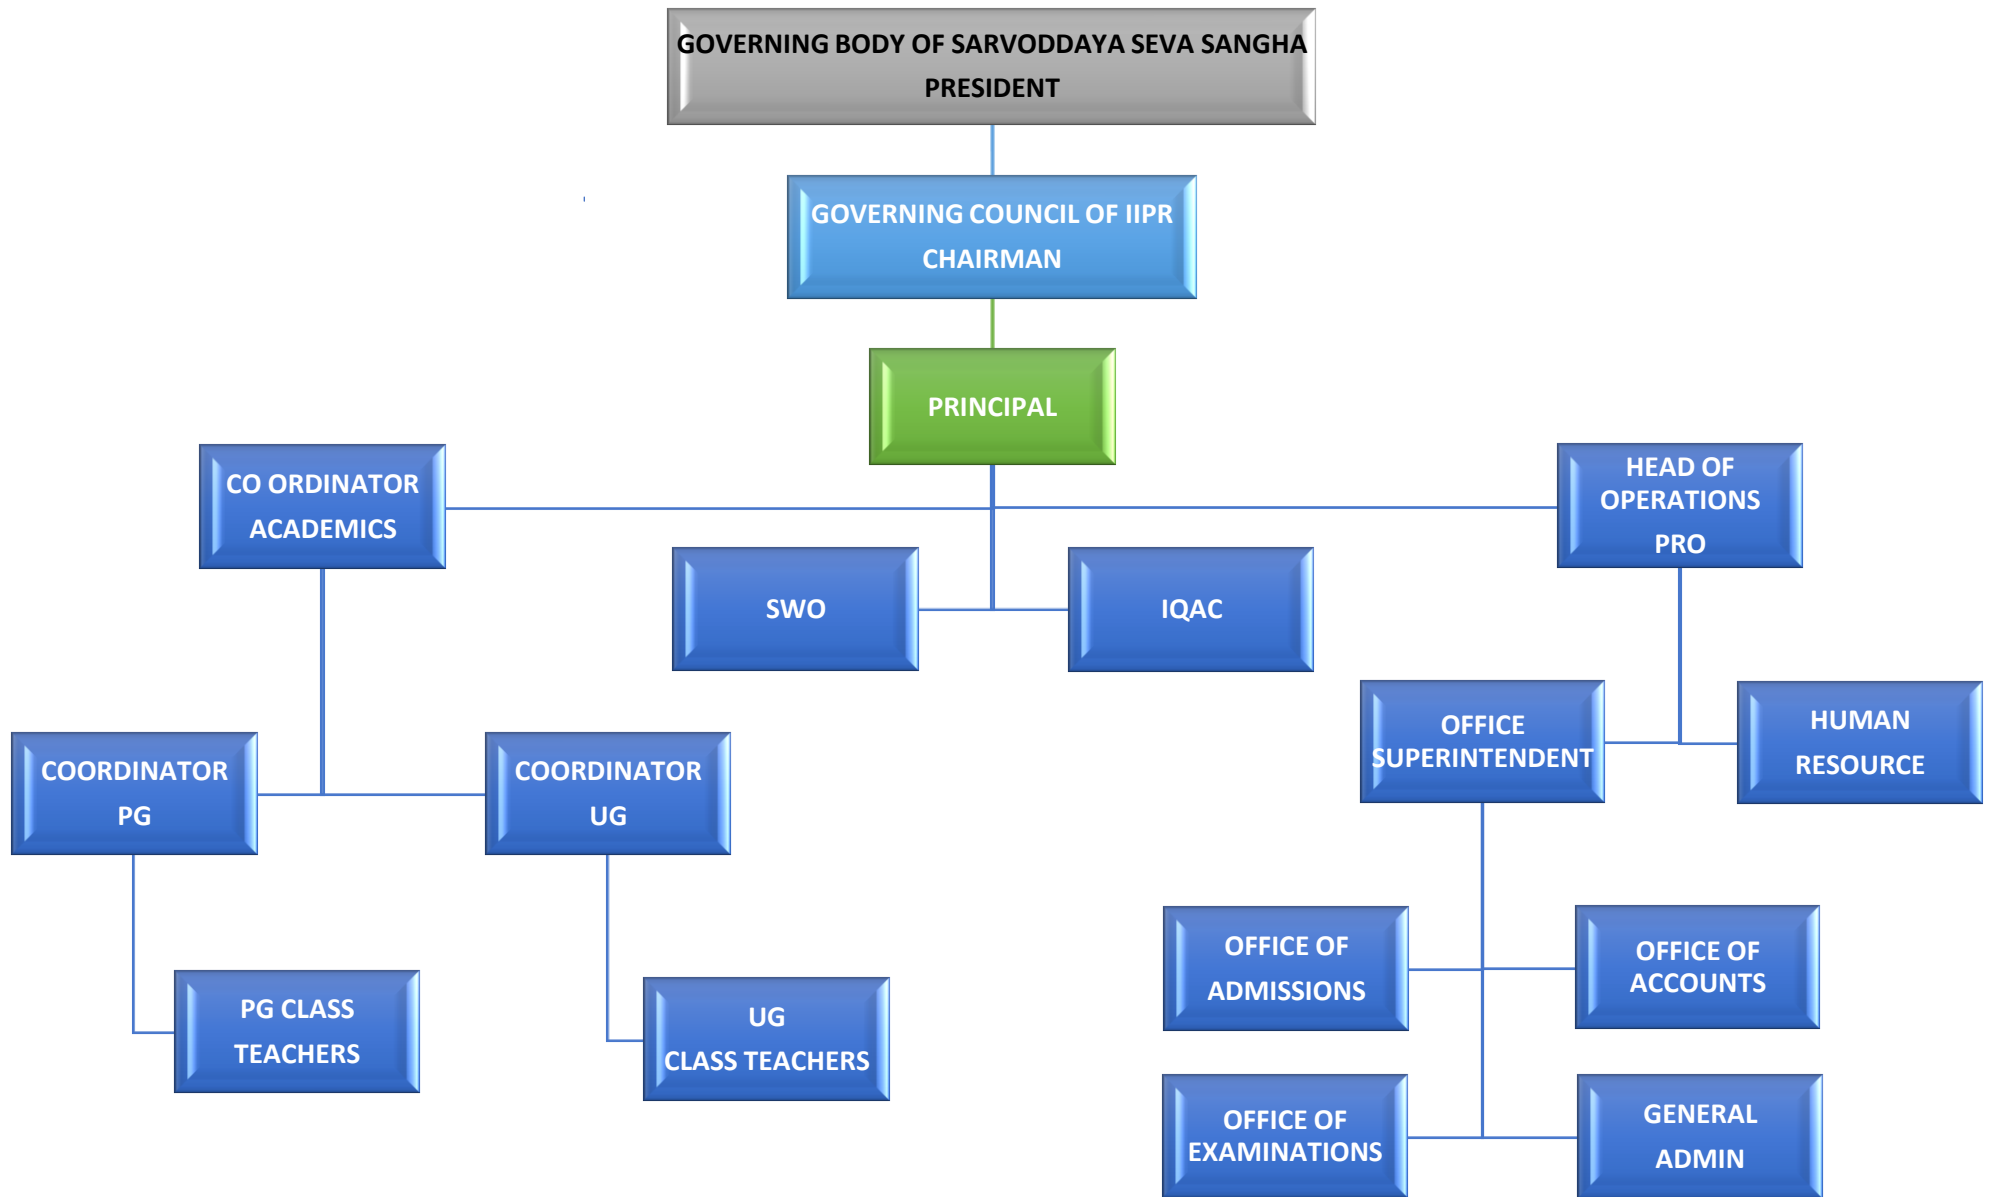 GOVERNING BODY OF SARVODDAYA SEVA SANGHA
PRESIDENT
GOVERNING COUNCIL OF IIPR
CHAIRMAN
PRINCIPAL
CO ORDINATOR
ACADEMICS
HEAD OF
OPERATIONS
PRO
SWO
IQAC
OFFICE
SUPERINTENDENT
HUMAN
RESOURCE
COORDINATOR
PG
COORDINATOR
UG
PG CLASS
TEACHERS
UG
CLASS TEACHERS
OFFICE OF
ADMISSIONS
OFFICE OF
ACCOUNTS
OFFICE OF
EXAMINATIONS
GENERAL
ADMIN